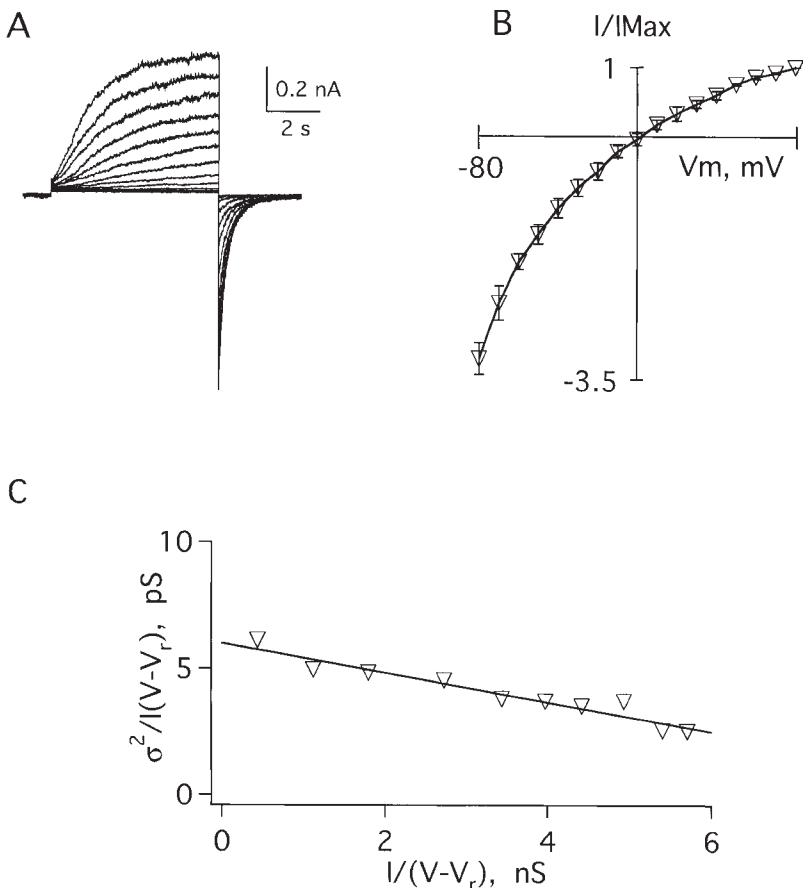 A
0.2 nA
2 s
B
I/IMax
1
-80
Vm, mV
-3.5
C
σ²/I(V-Vᵣ), pS
10
5
0
0
2
4
6
I/(V-Vᵣ), nS